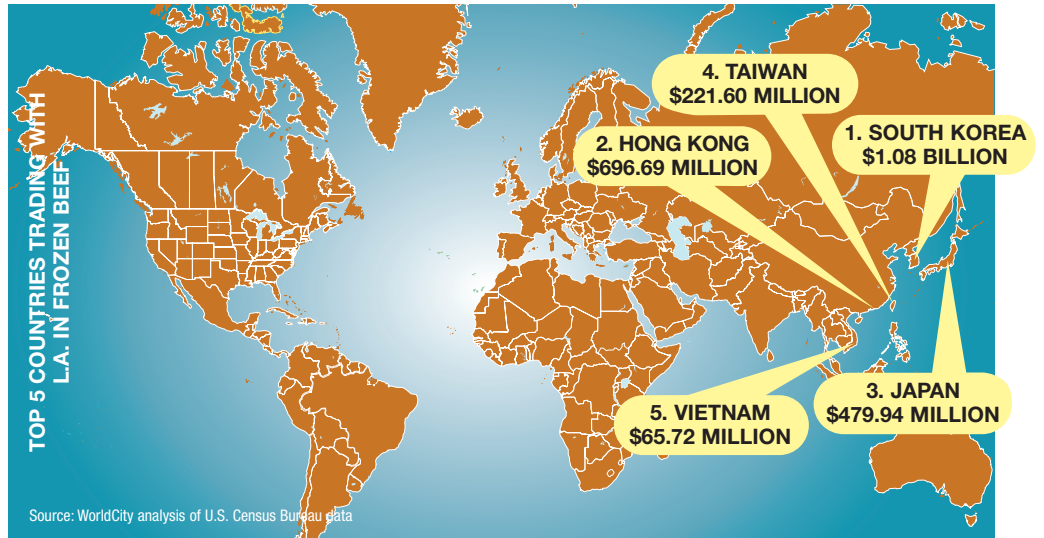 TOP 5 COUNTRIES TRADING WITH
L.A. IN FROZEN BEEF
4. TAIWAN
$221.60 MILLION
1. SOUTH KOREA
$1.08 BILLION
2. HONG KONG
$696.69 MILLION
3. JAPAN
$479.94 MILLION
5. VIETNAM
$65.72 MILLION
Source: WorldCity analysis of U.S. Census Bureau data